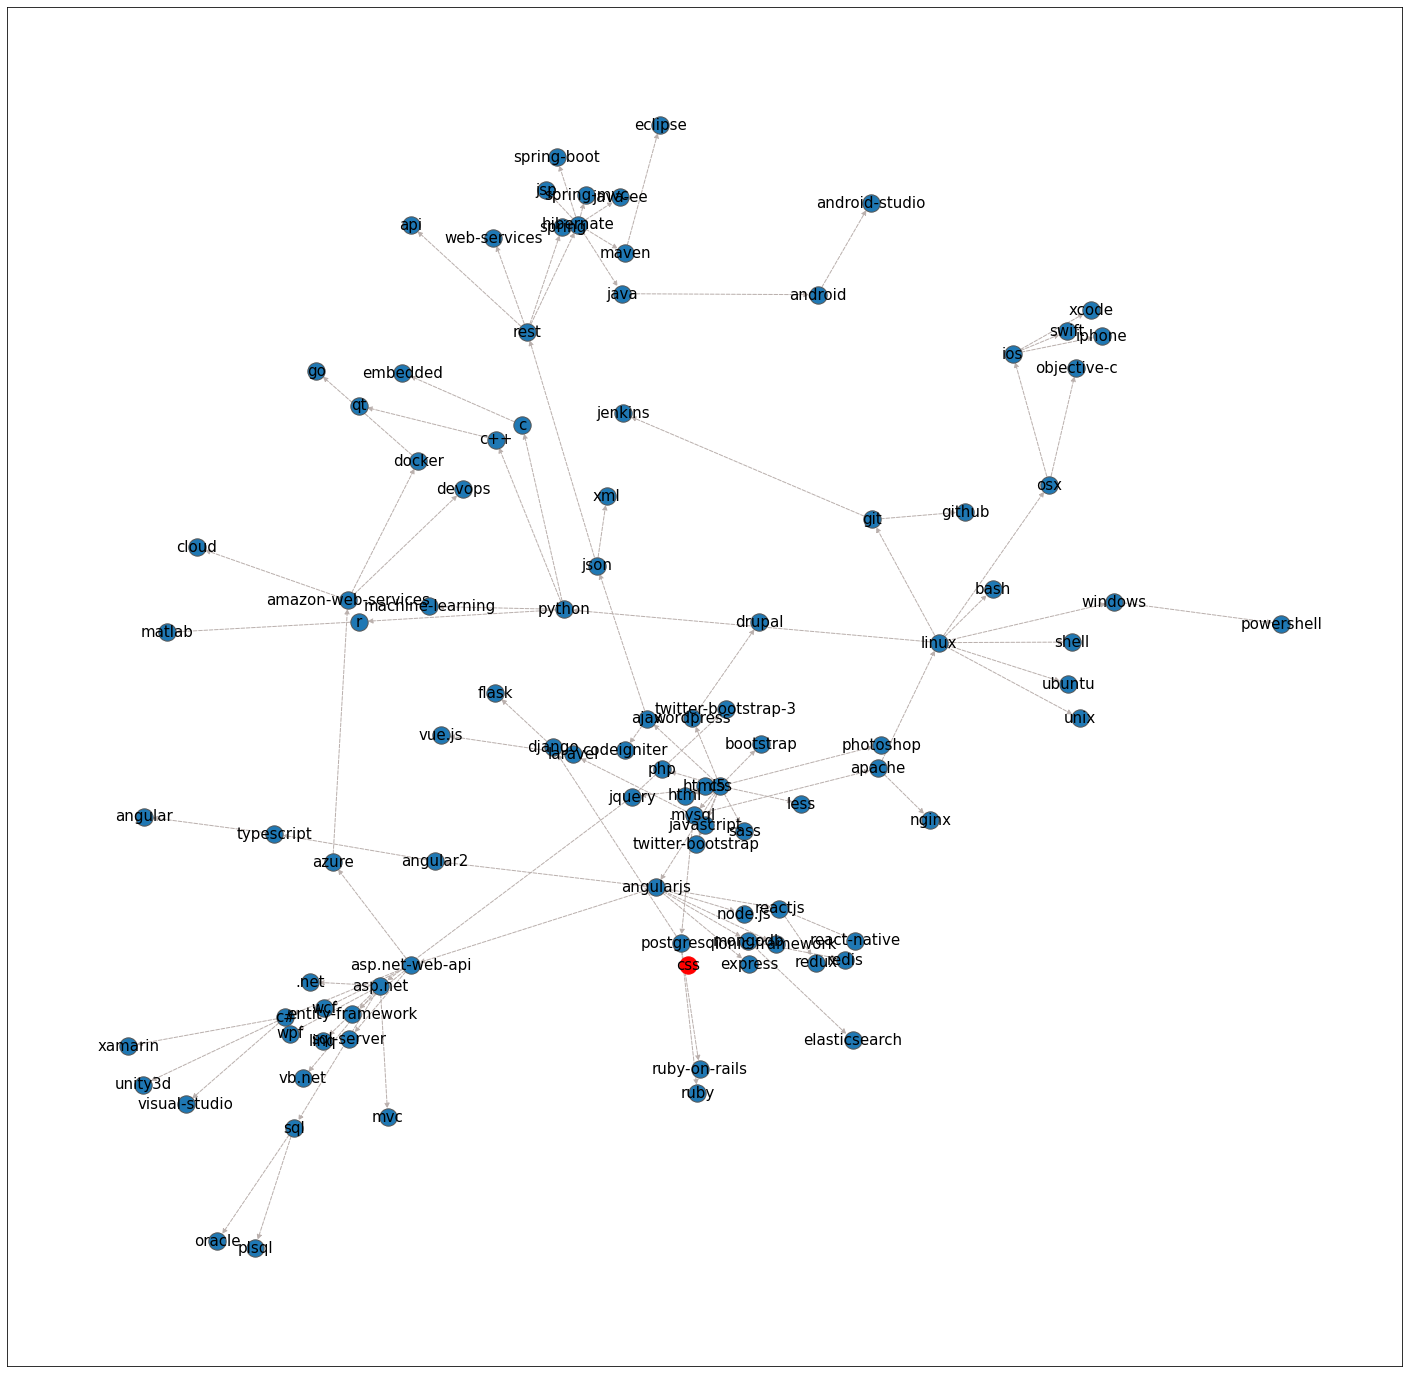 eclipse
spring-boot
jsp
spring-mvc
java-ee
android-studio
api
web-services
spring
hibernate
maven
java
android
xcode
rest
swift
iphone
ios
objective-c
go
embedded
qt
jenkins
c
c++
docker
devops
osx
xml
git
github
cloud
json
bash
amazon-web-services
machine-learning
python
windows
matlab
r
drupal
powershell
linux
shell
ubuntu
flask
twitter-bootstrap-3
ajax
wordpress
unix
vue.js
django
laravel
codeigniter
bootstrap
photoshop
php
apache
html5
css
jquery
html
less
angular
mysql
nginx
typescript
javascript
sass
twitter-bootstrap
azure
angular2
angularjs
node.js
reactjs
postgresql
mongodb
ionic-framework
react-native
asp.net-web-api
css
express
redux
redis
.net
asp.net
wcf
entity-framework
c#
wpf
linq
sql-server
elasticsearch
xamarin
vb.net
ruby-on-rails
unity3d
ruby
visual-studio
mvc
sql
oracle
plsql